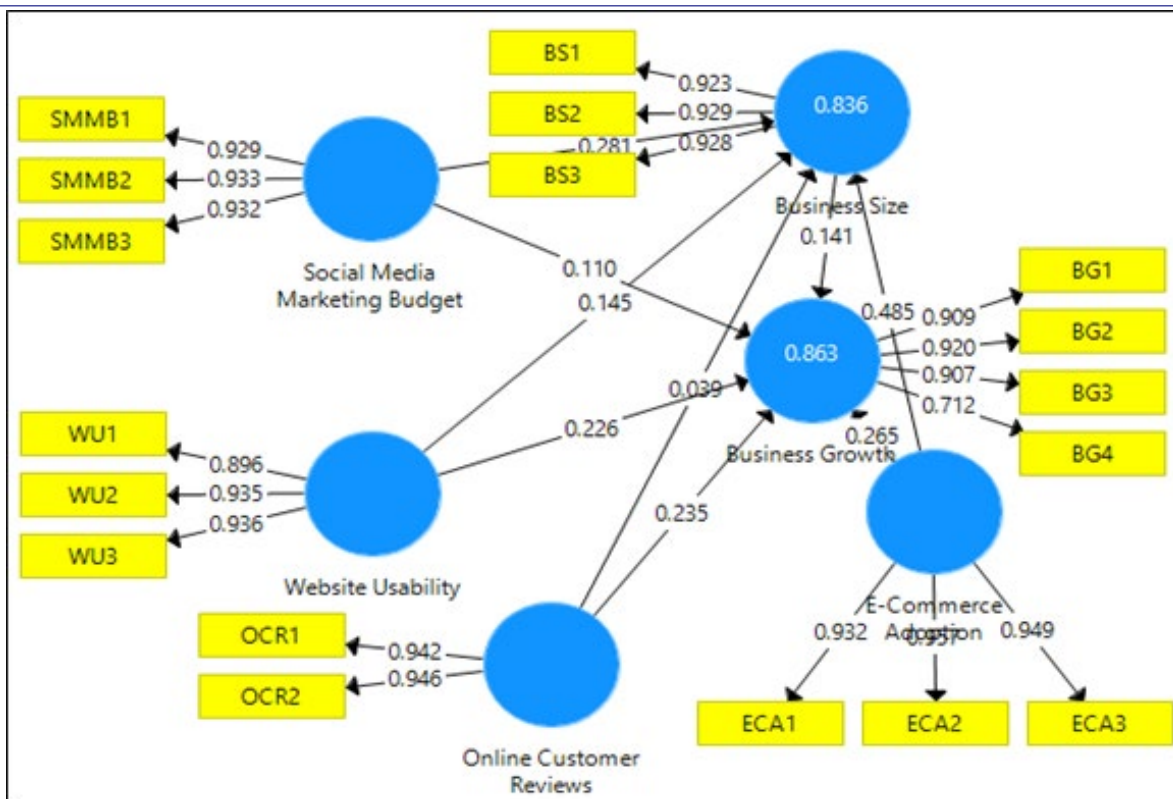 BS1
0.923
0.836
BS2
0.929
BS3
0.928
0.281
Business Size
SMMB1
0.929
SMMB2
0.933
SMMB3
0.932
Social Media
Marketing Budget
0.110
0.145
0.141
0.485
0.863
Business Growth
BG1
0.909
BG2
0.920
BG3
0.907
BG4
0.712
0.039
0.226
0.265
0.235
WU1
0.896
WU2
0.935
WU3
0.936
Website Usability
OCR1
0.942
OCR2
0.946
Online Customer
Reviews
E-Commerce
Adoption
0.932
0.949
ECA1
ECA2
ECA3